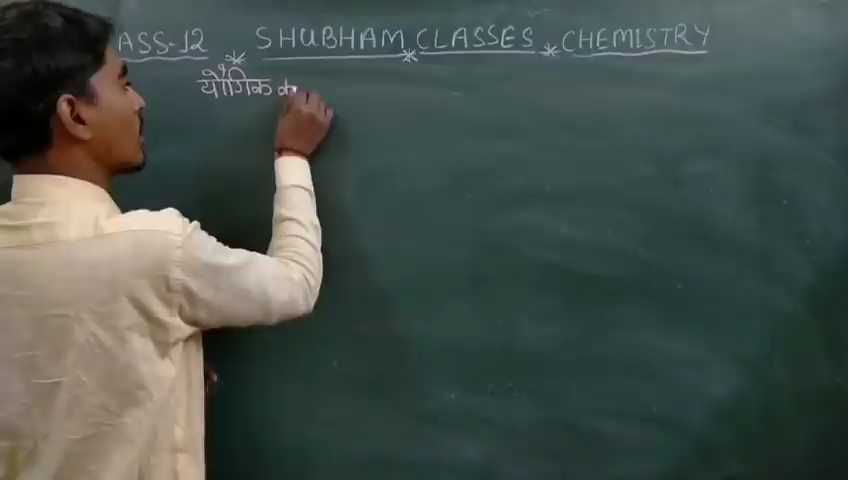 ASS-12 * SHUBHAM * CLASSES * CHEMISTRY
यौगिक क